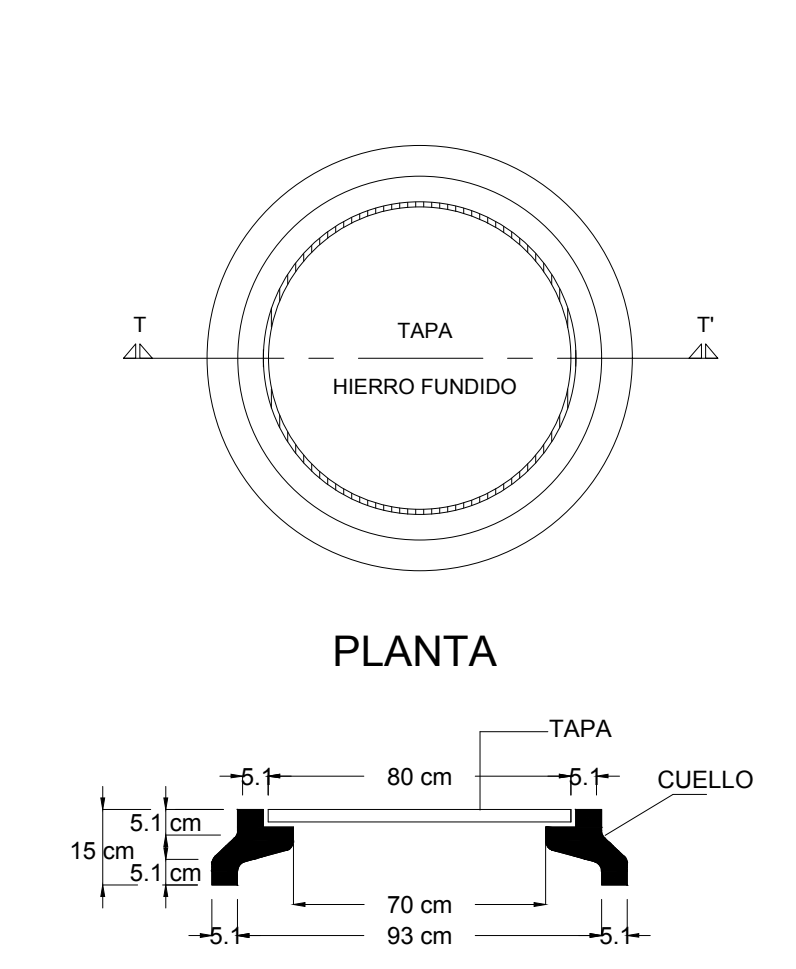 T
T'
TAPA
HIERRO FUNDIDO
PLANTA
TAPA
5.1
80 cm
5.1
CUELLO
5.1 cm
15 cm
5.1 cm
70 cm
5.1
93 cm
5.1